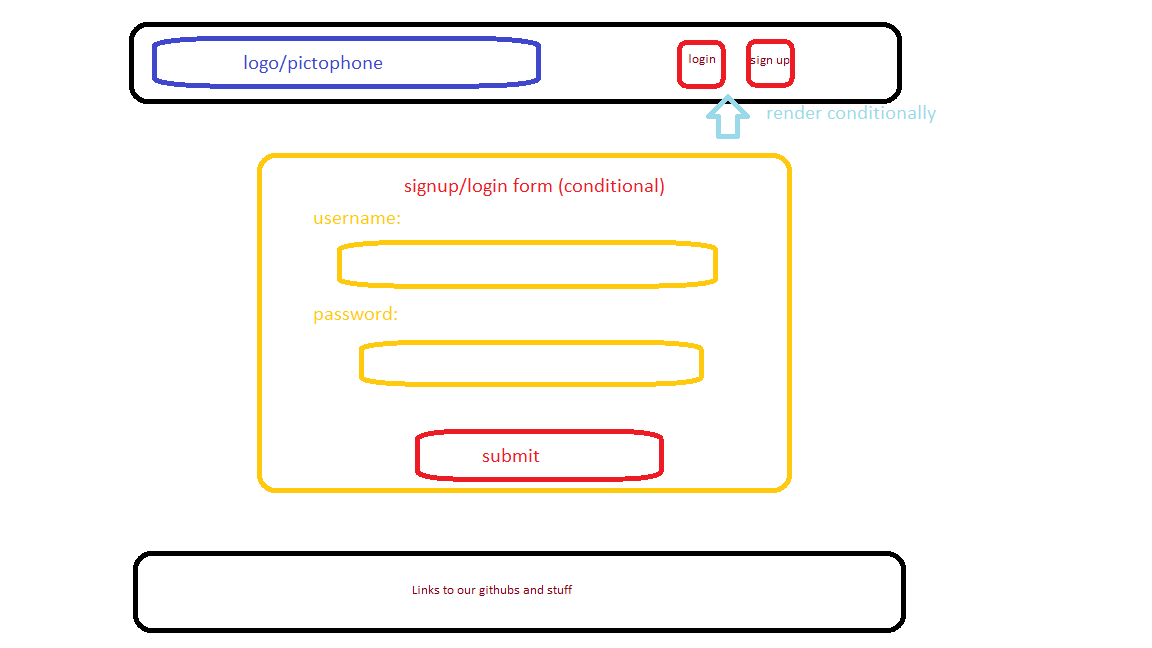 logo/pictophone
login
sign up
render conditionally
signup/login form (conditional)
username:
password:
submit
Links to our githubs and stuff